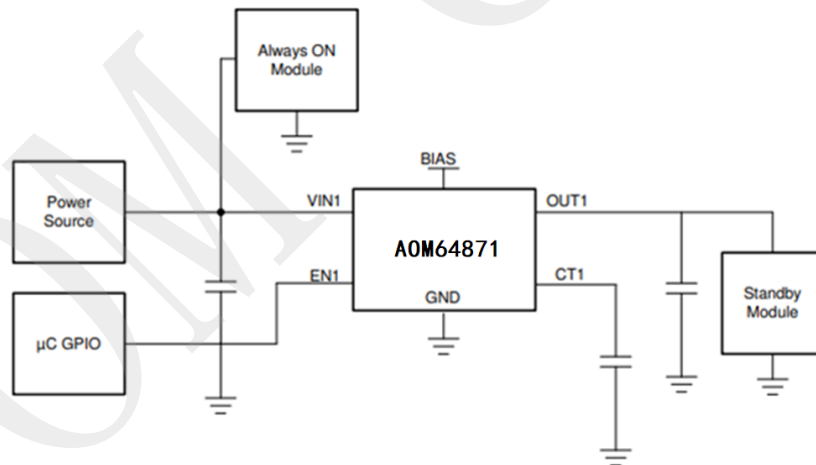 Always ON
Module
BIAS
Power
Source
VIN1
OUT1
AOM64871
EN1
CT1
GND
µC GPIO
Standby
Module